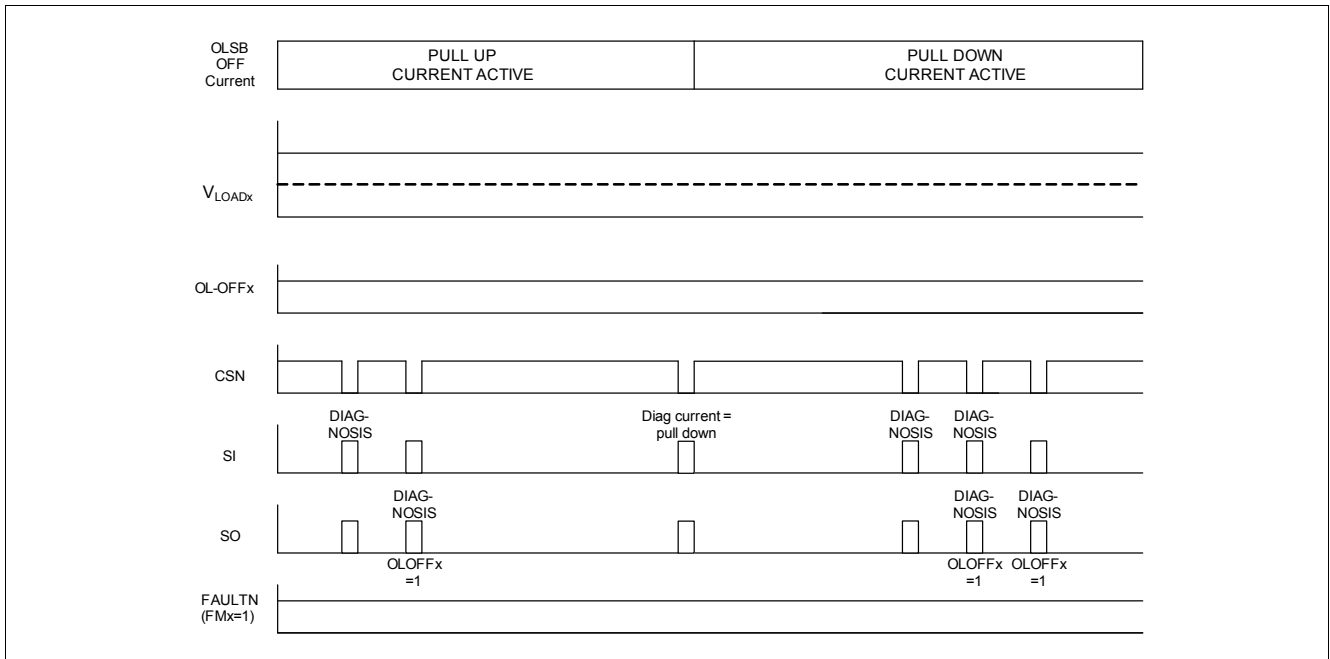 OLSB
OFF
Current
PULL UP
CURRENT ACTIVE
PULL DOWN
CURRENT ACTIVE
VLOADx
OL-OFFx
CSN
DIAG-
NOSIS
Diag current =
pull down
DIAG-
NOSIS
DIAG-
NOSIS
SI
DIAG-
NOSIS
DIAG-
NOSIS
DIAG-
NOSIS
SO
OLOFFx
=1
OLOFFx
=1
OLOFFx
=1
FAULTN
(FMx=1)